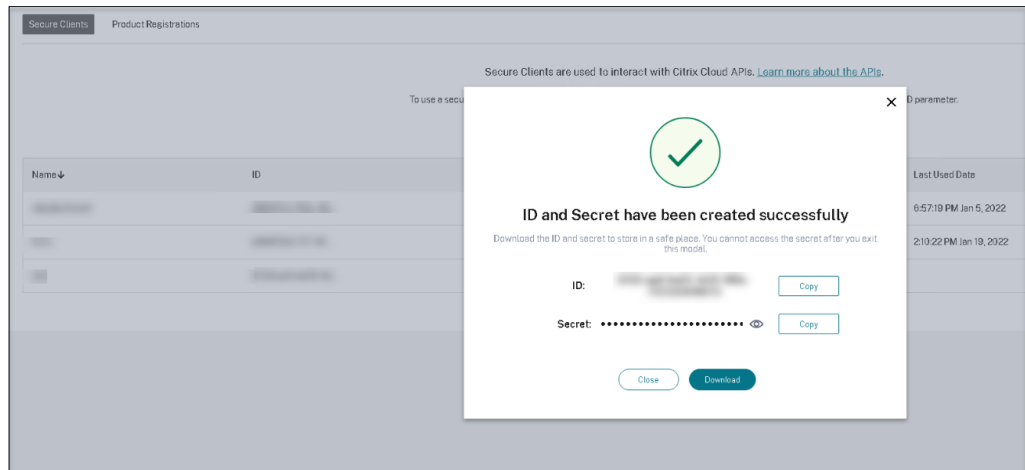 Secure Clients Product Registrations
Secure Clients are used to interact with Citrix Cloud APIs. Learn more about the APIs.
To use a secu
D parameter.
Name↓ ID Last Used Date
6:57:19 PM Jan 5, 2022
2:10:22 PM Jan 19, 2022
ID and Secret have been created successfully
Download the ID and secret to store in a safe place. You cannot access the secret after you exit
this modal.
ID: Copy
Secret: •••••••••••••••••••••••• Copy
Close Download